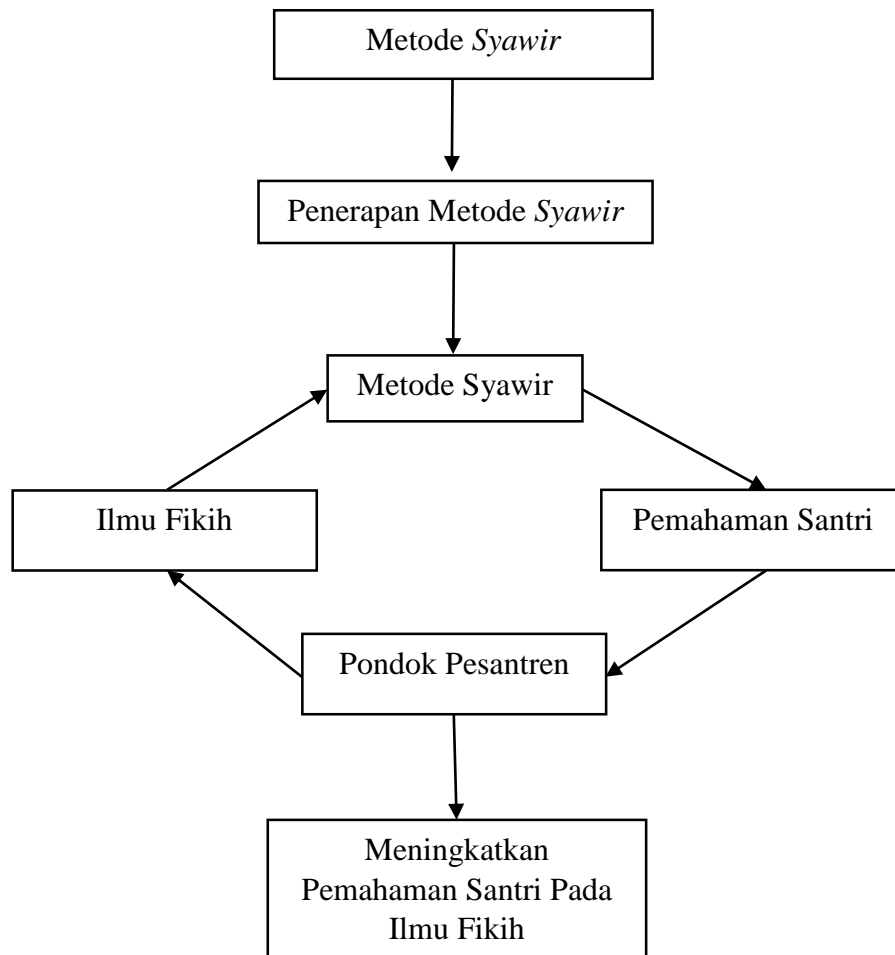 Metode Syawir
Penerapan Metode Syawir
Metode Syawir
Ilmu Fikih
Pemahaman Santri
Pondok Pesantren
Meningkatkan
Pemahaman Santri Pada
Ilmu Fikih